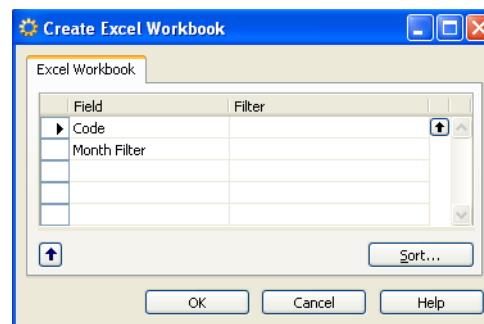 Create Excel Workbook
Excel Workbook
Field Filter
Code
Month Filter
Sort...
OK Cancel Help